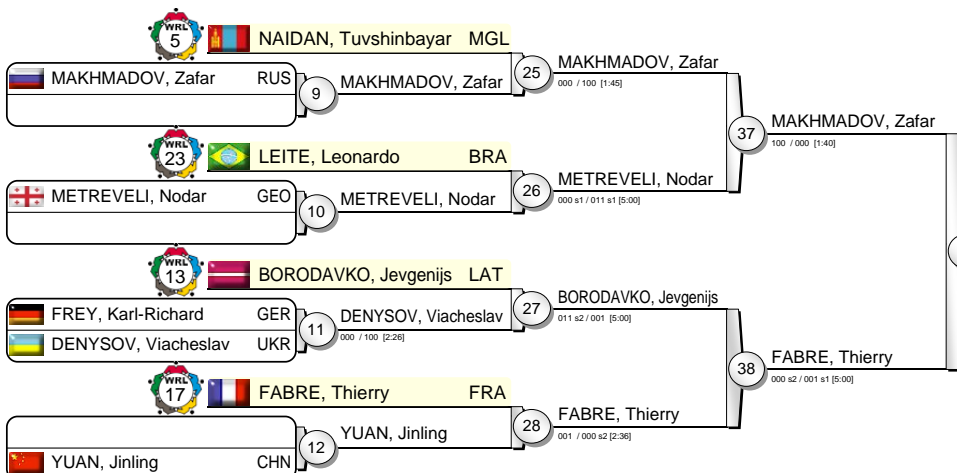 WRL
5
NAIDAN, Tuvshinbayar MGL
MAKHMADOV, Zafar RUS
9
MAKHMADOV, Zafar
25
MAKHMADOV, Zafar
000 / 100 [1:45]
37
MAKHMADOV, Zafar
100 / 000 [1:40]
WRL
23
LEITE, Leonardo BRA
METREVELI, Nodar GEO
10
METREVELI, Nodar
26
METREVELI, Nodar
000 s1 / 011 s1 [5:00]
WRL
13
BORODAVKO, Jevgenijs LAT
FREY, Karl-Richard GER
DENYSOV, Viacheslav UKR
11
DENYSOV, Viacheslav
000 / 100 [2:26]
27
BORODAVKO, Jevgenijs
011 s2 / 001 [5:00]
38
FABRE, Thierry
000 s2 / 001 s1 [5:00]
WRL
17
FABRE, Thierry FRA
12
YUAN, Jinling
28
FABRE, Thierry
001 / 000 s2 [2:36]
YUAN, Jinling CHN